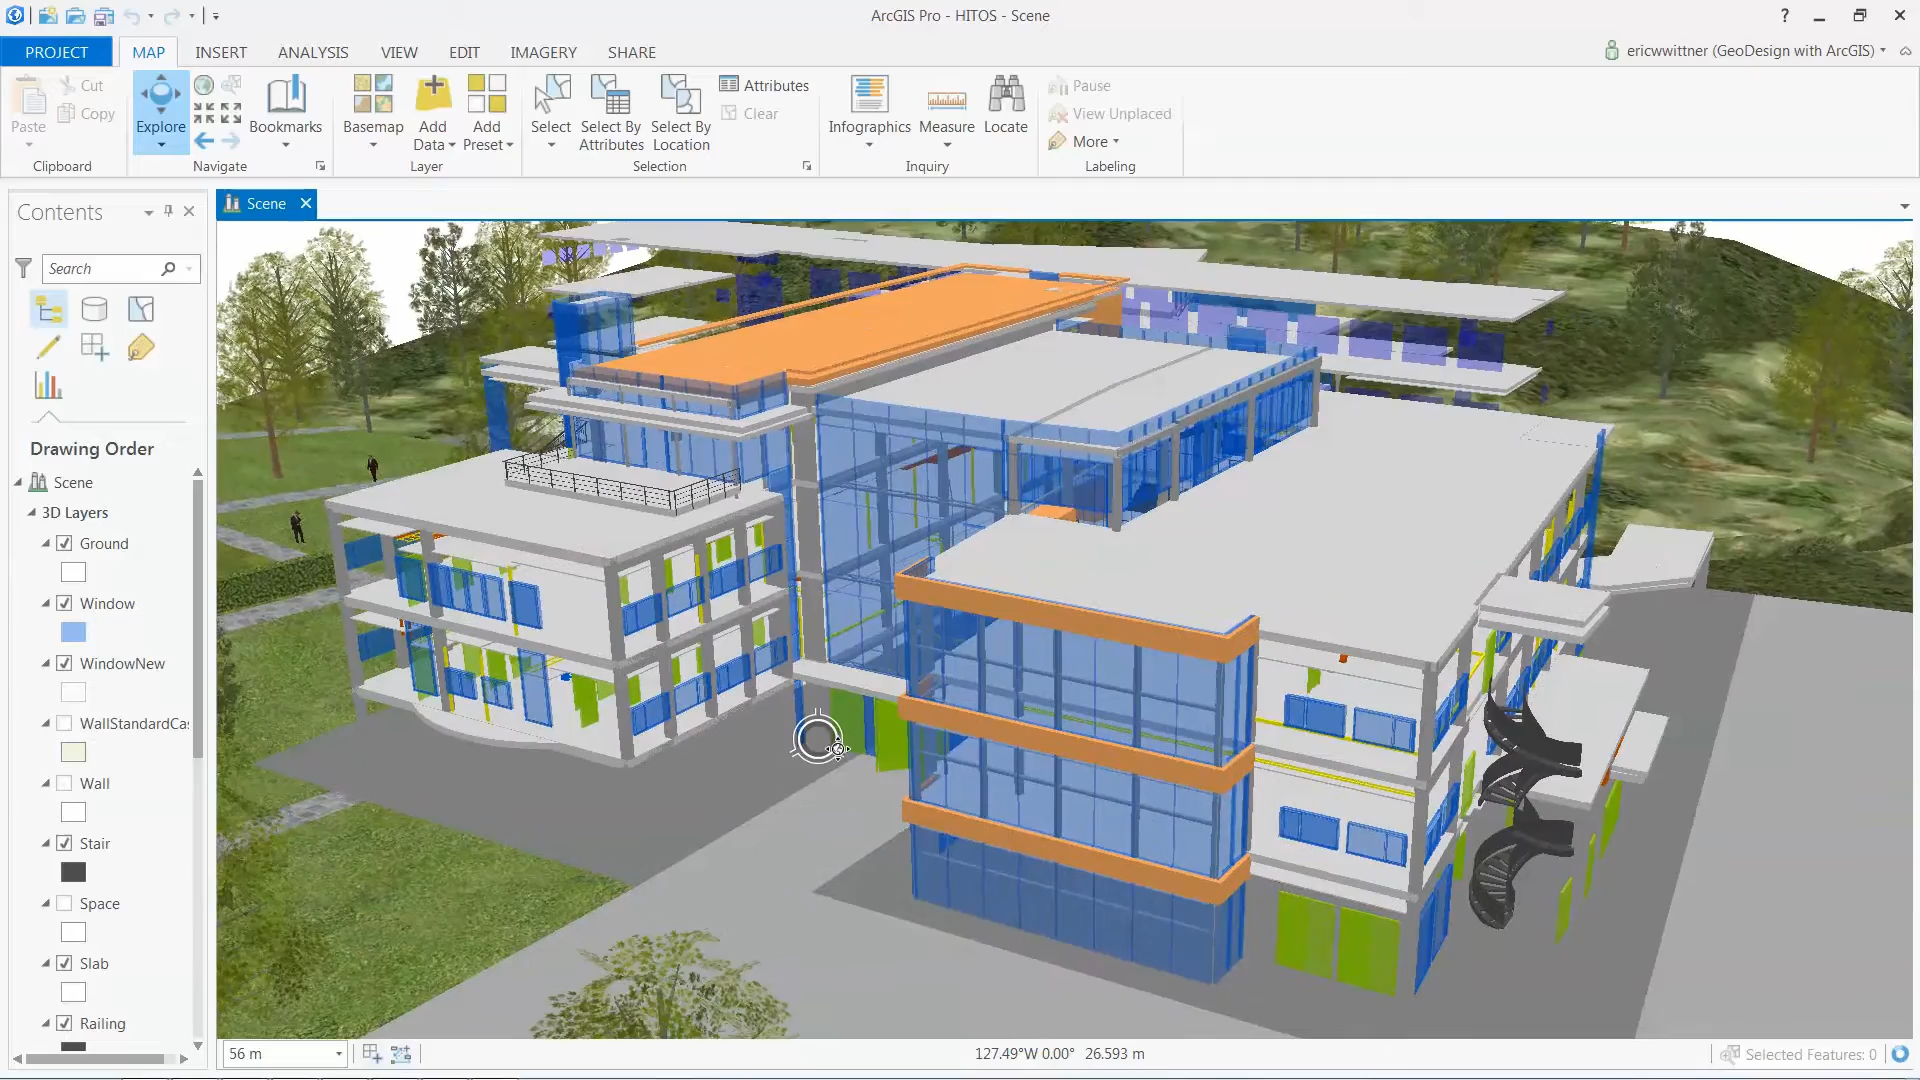 ArcGIS Pro - HITOS - Scene
?
PROJECT MAP INSERT ANALYSIS VIEW EDIT IMAGERY SHARE
ericwwittner (GeoDesign with ArcGIS)
Paste
Cut
Copy
Clipboard
Explore
Bookmarks
Navigate
Basemap
Add
Data
Add
Preset
Layer
Select
Select By
Attributes
Select By
Location
Attributes
Clear
Selection
Infographics
Measure
Locate
Inquiry
Pause
View Unplaced
More
Labeling
Contents
Search
Drawing Order
Scene
3D Layers
Ground
Window
WindowNew
WallStandardCas
Wall
Stair
Space
Slab
Railing
Scene
56 m
127.49°W 0.00° 26.593 m
Selected Features: 0